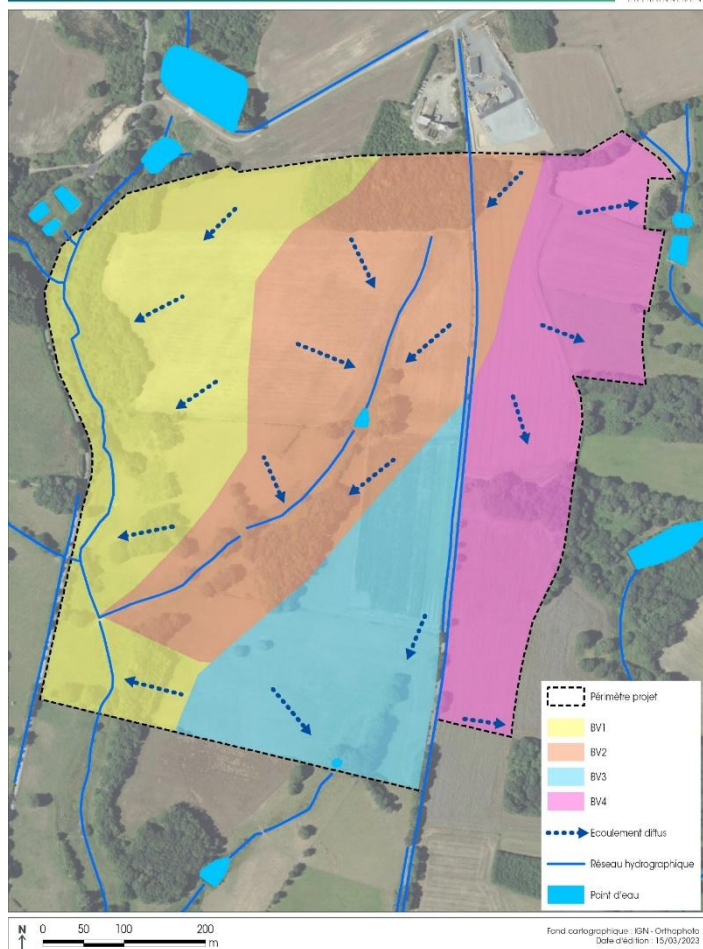 Périmètre projet
BV1
BV2
BV3
BV4
Ecoulement diffus
Réseau hydrographique
Point d'eau
N
0 50 100 200
m
Fond cartographique : IGN - Orthophoto
Date d'édition : 15/03/2023